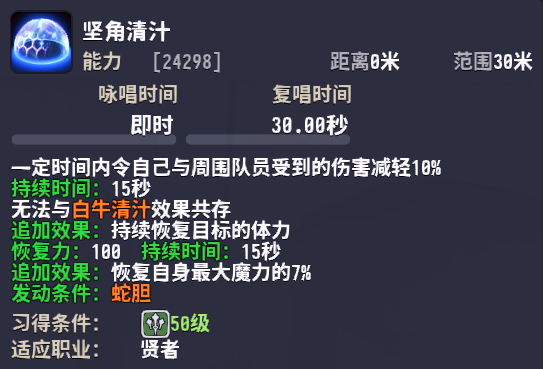 坚角清汁
能力 [24298] 距离0米 范围30米
咏唱时间 复唱时间
即时 30.00秒
一定时间内令自己与周围队员受到的伤害减轻10%
持续时间：15秒
无法与白牛清汁效果共存
追加效果：持续恢复目标的体力
恢复力：100 持续时间：15秒
追加效果：恢复自身最大魔力的7%
发动条件：蛇胆
习得条件： 50级
适应职业： 贤者